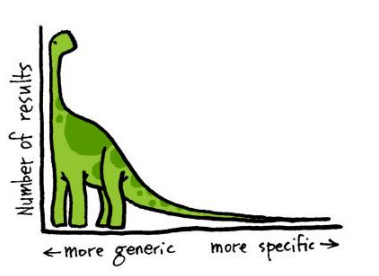 Number of results
←more generic more specific→